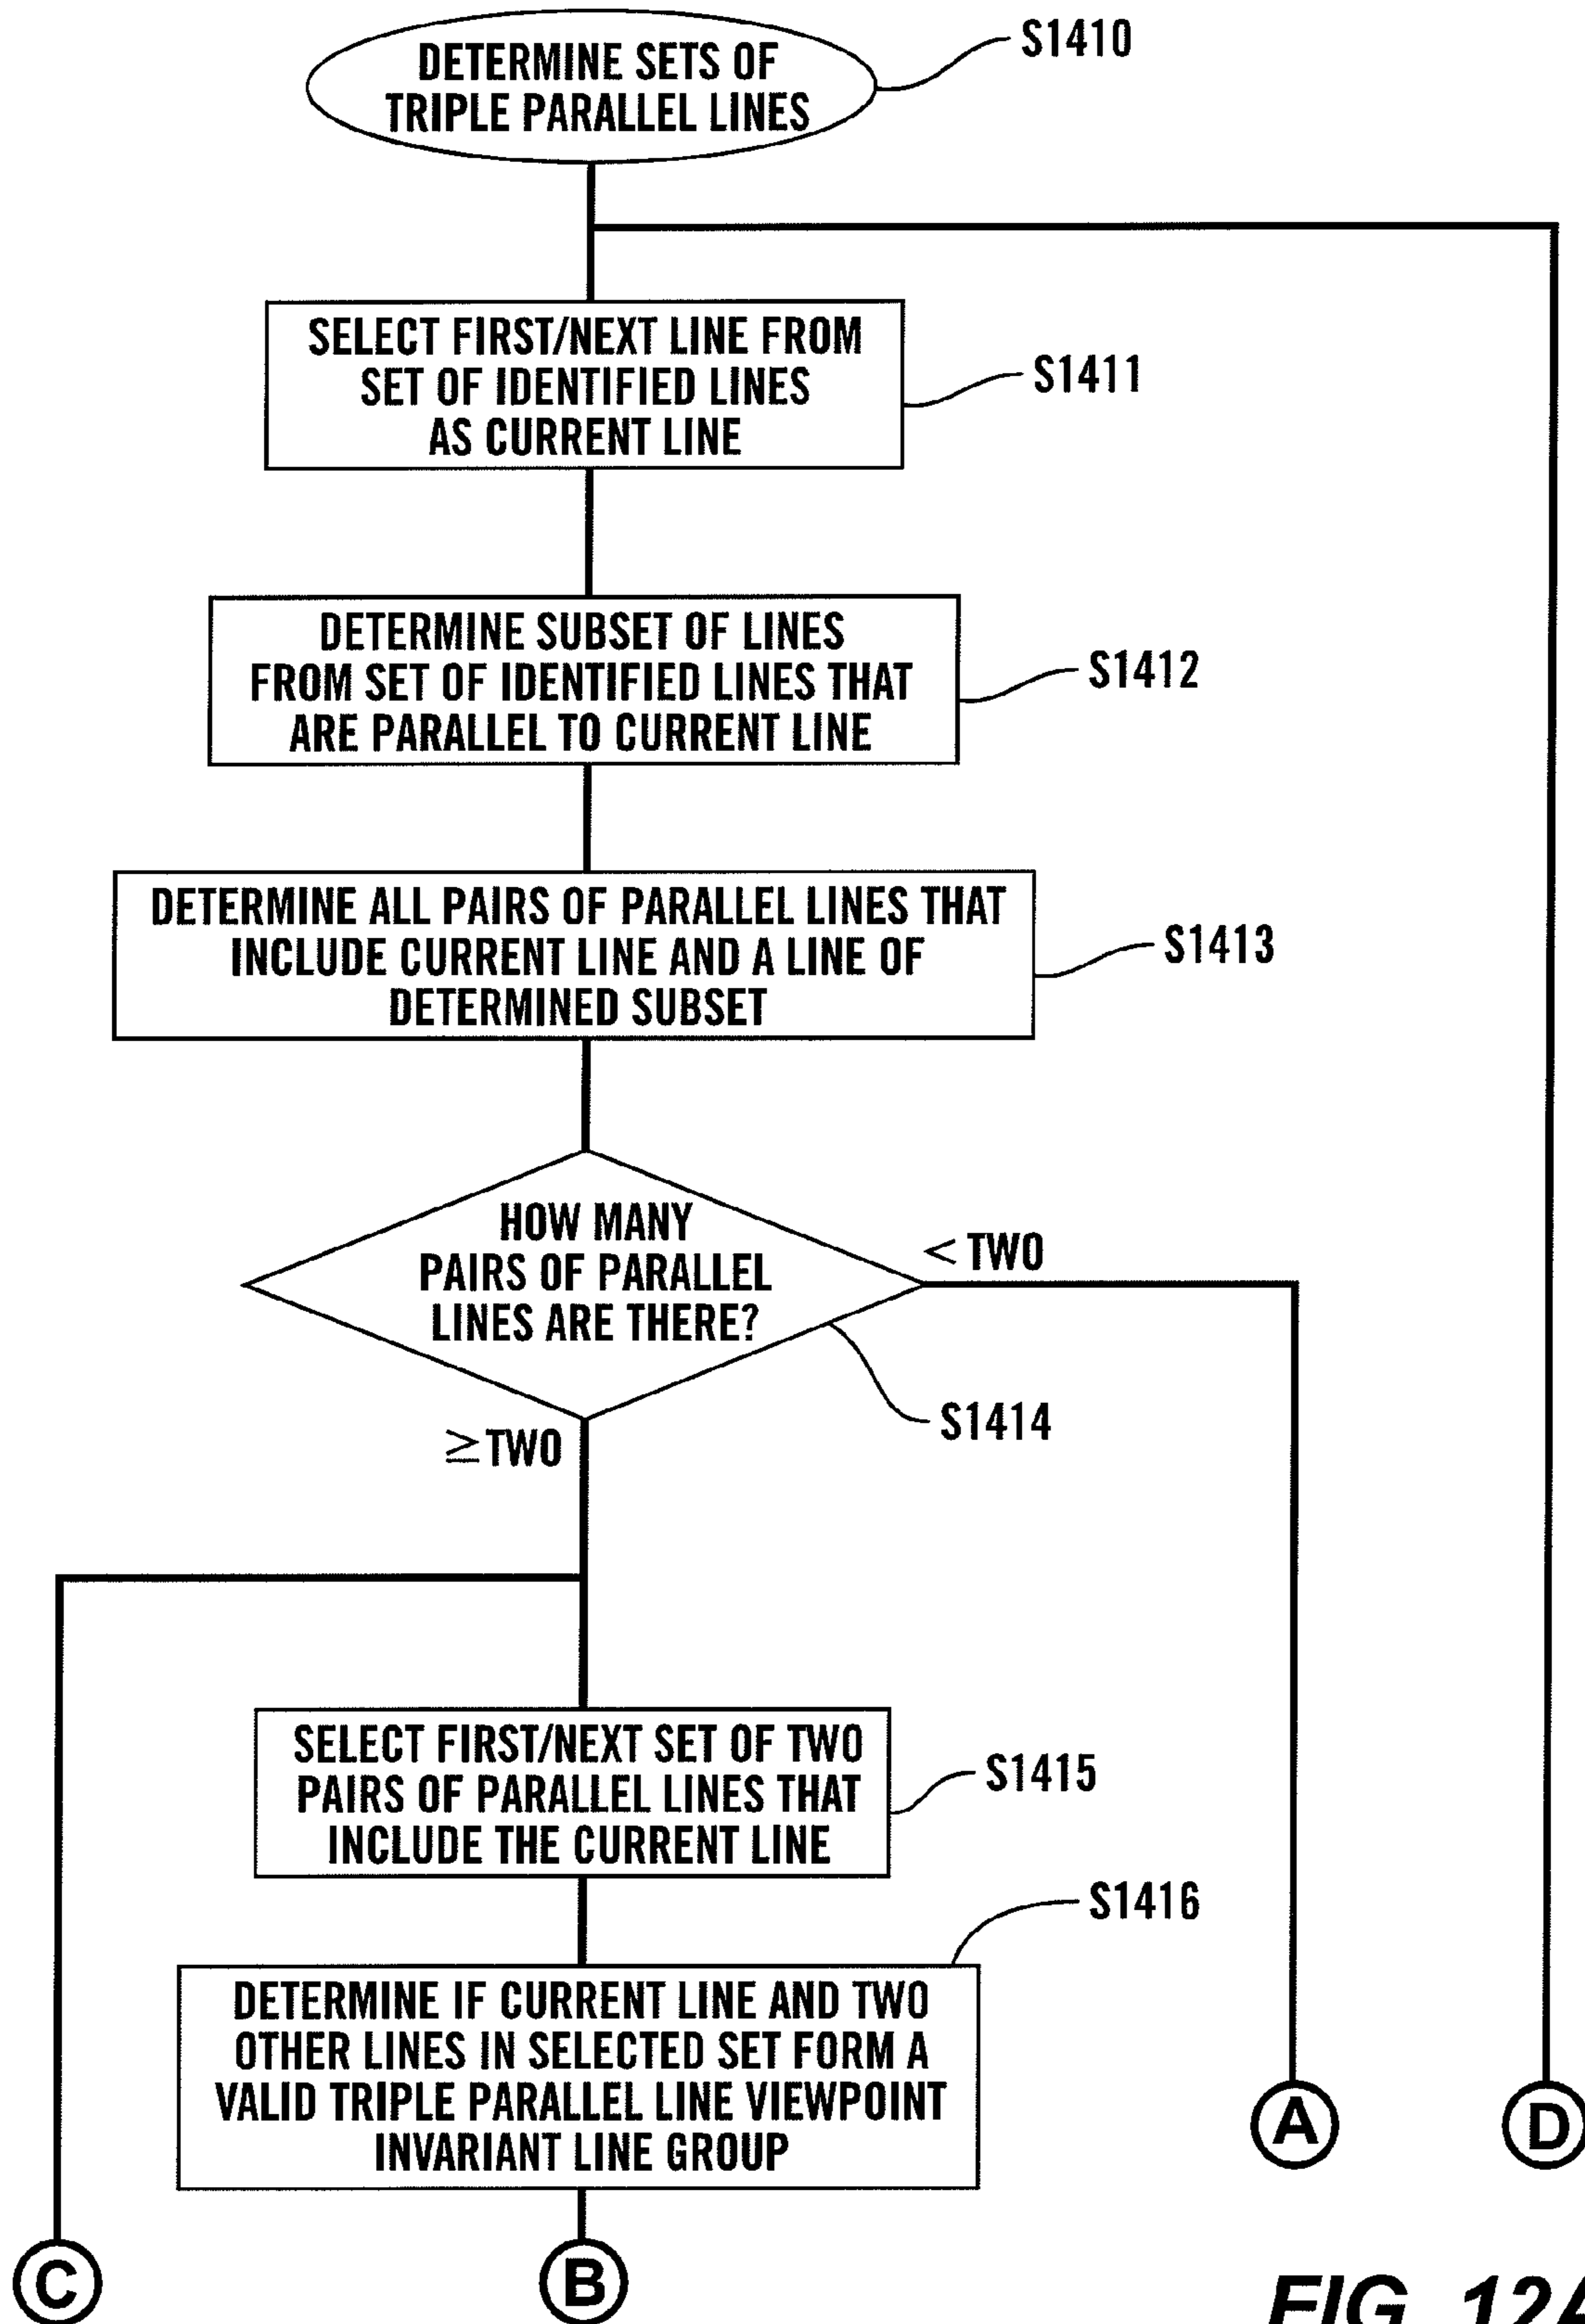 DETERMINE SETS OF
TRIPLE PARALLEL LINES
S1410
SELECT FIRST/NEXT LINE FROM
SET OF IDENTIFIED LINES
AS CURRENT LINE
S1411
DETERMINE SUBSET OF LINES
FROM SET OF IDENTIFIED LINES THAT
ARE PARALLEL TO CURRENT LINE
S1412
DETERMINE ALL PAIRS OF PARALLEL LINES THAT
INCLUDE CURRENT LINE AND A LINE OF
DETERMINED SUBSET
S1413
HOW MANY
PAIRS OF PARALLEL
LINES ARE THERE?
< TWO
S1414
≧TWO
SELECT FIRST/NEXT SET OF TWO
PAIRS OF PARALLEL LINES THAT
INCLUDE THE CURRENT LINE
S1415
S1416
DETERMINE IF CURRENT LINE AND TWO
OTHER LINES IN SELECTED SET FORM A
VALID TRIPLE PARALLEL LINE VIEWPOINT
INVARIANT LINE GROUP
A
D
C
B
FIG. 12A